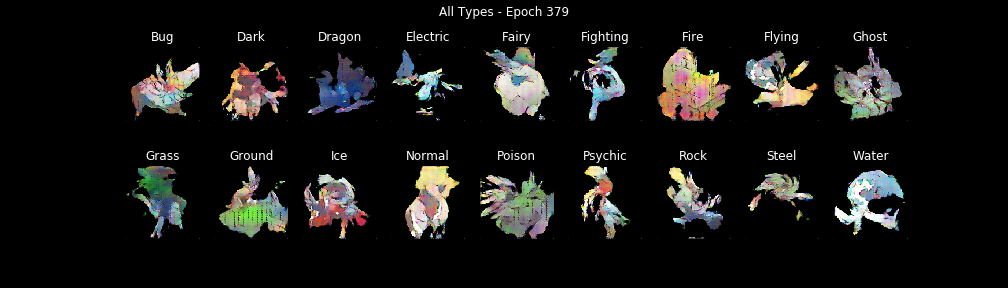 All Types - Epoch 379
Bug Dark Dragon Electric Fairy Fighting Fire Flying Ghost
Grass Ground Ice Normal Poison Psychic Rock Steel Water